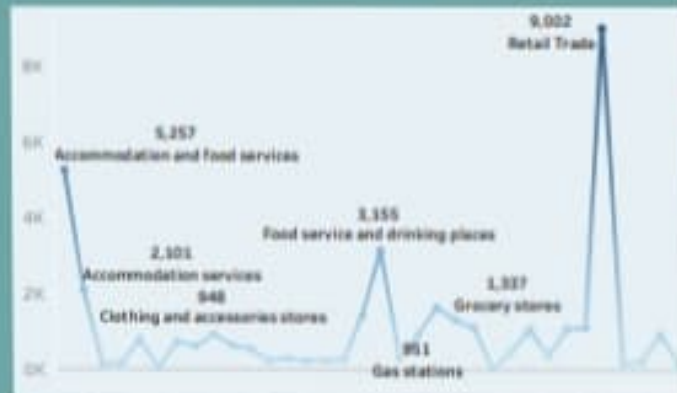 9,002
Retail Trade
8K
6K
5,257
Accommodation and food services
4K
3,155
Food service and drinking places
2,101
Accommodation services
2K
1,337
Grocery stores
948
Clothing and accessories stores
851
Gas stations
0K